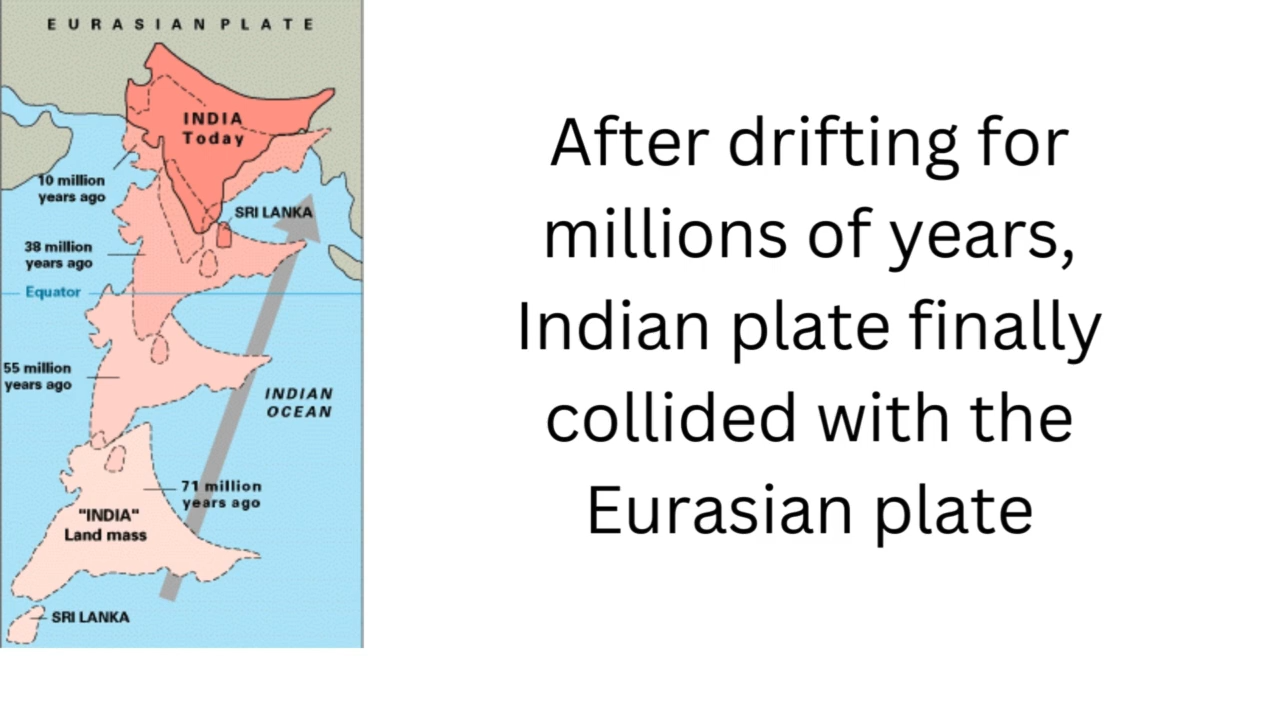 EURASIAN PLATE
INDIA
Today
10 million
years ago
SRI LANKA
38 million
years ago
Equator
55 million
years ago
INDIAN
OCEAN
71 million
years ago
"INDIA"
Land mass
SRI LANKA
After drifting for
millions of years,
Indian plate finally
collided with the
Eurasian plate